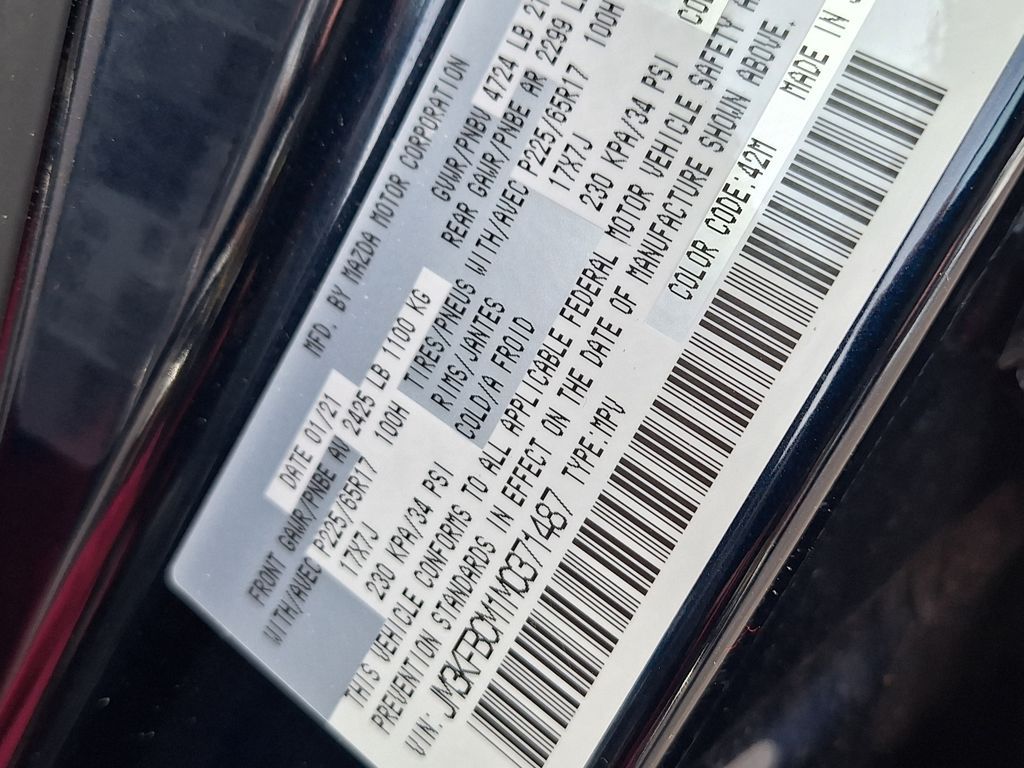 MFD. BY MAZDA MOTOR CORPORATION
DATE 01/21 GVWR/PNBV 4724 LB
FRONT GAWR/PNBE AV 2425 LB 1100 KG REAR GAWR/PNBE AR 2299
WITH/AVEC P225/65R17 100H TIRES/PNEUS WITH/AVEC P225/65R17 100H
17X7J RIMS/JANTES 17X7J
230 KPA/34 PSI COLD/A FROID 230 KPA/34 PSI
THIS VEHICLE CONFORMS TO ALL APPLICABLE FEDERAL MOTOR VEHICLE SAFETY
PREVENTION STANDARDS IN EFFECT ON THE DATE OF MANUFACTURE SHOWN ABOVE.
VIN: JM3KFBCM1M0371487 TYPE:MPV COLOR CODE:42M MADE IN